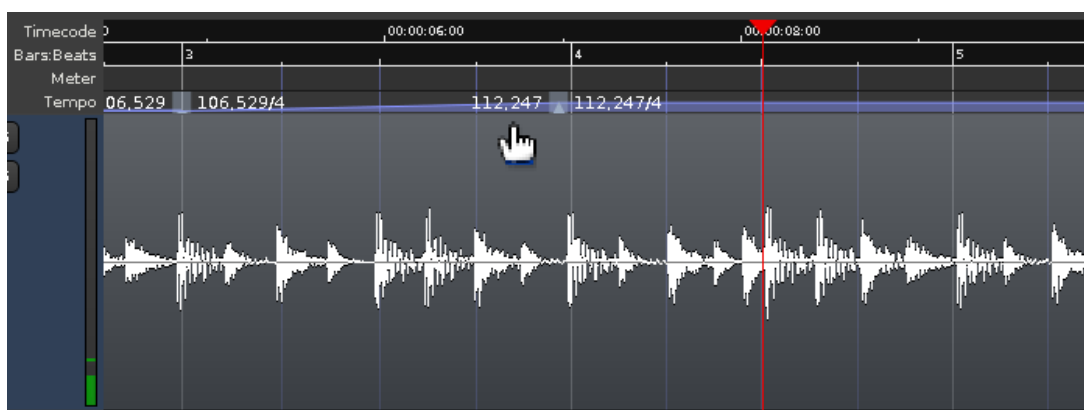 Timecode 00:00:06:00 00:00:08:00
Bars:Beats 3 4 5
Meter
Tempo 06,529 106,529/4 112,247 112,247/4